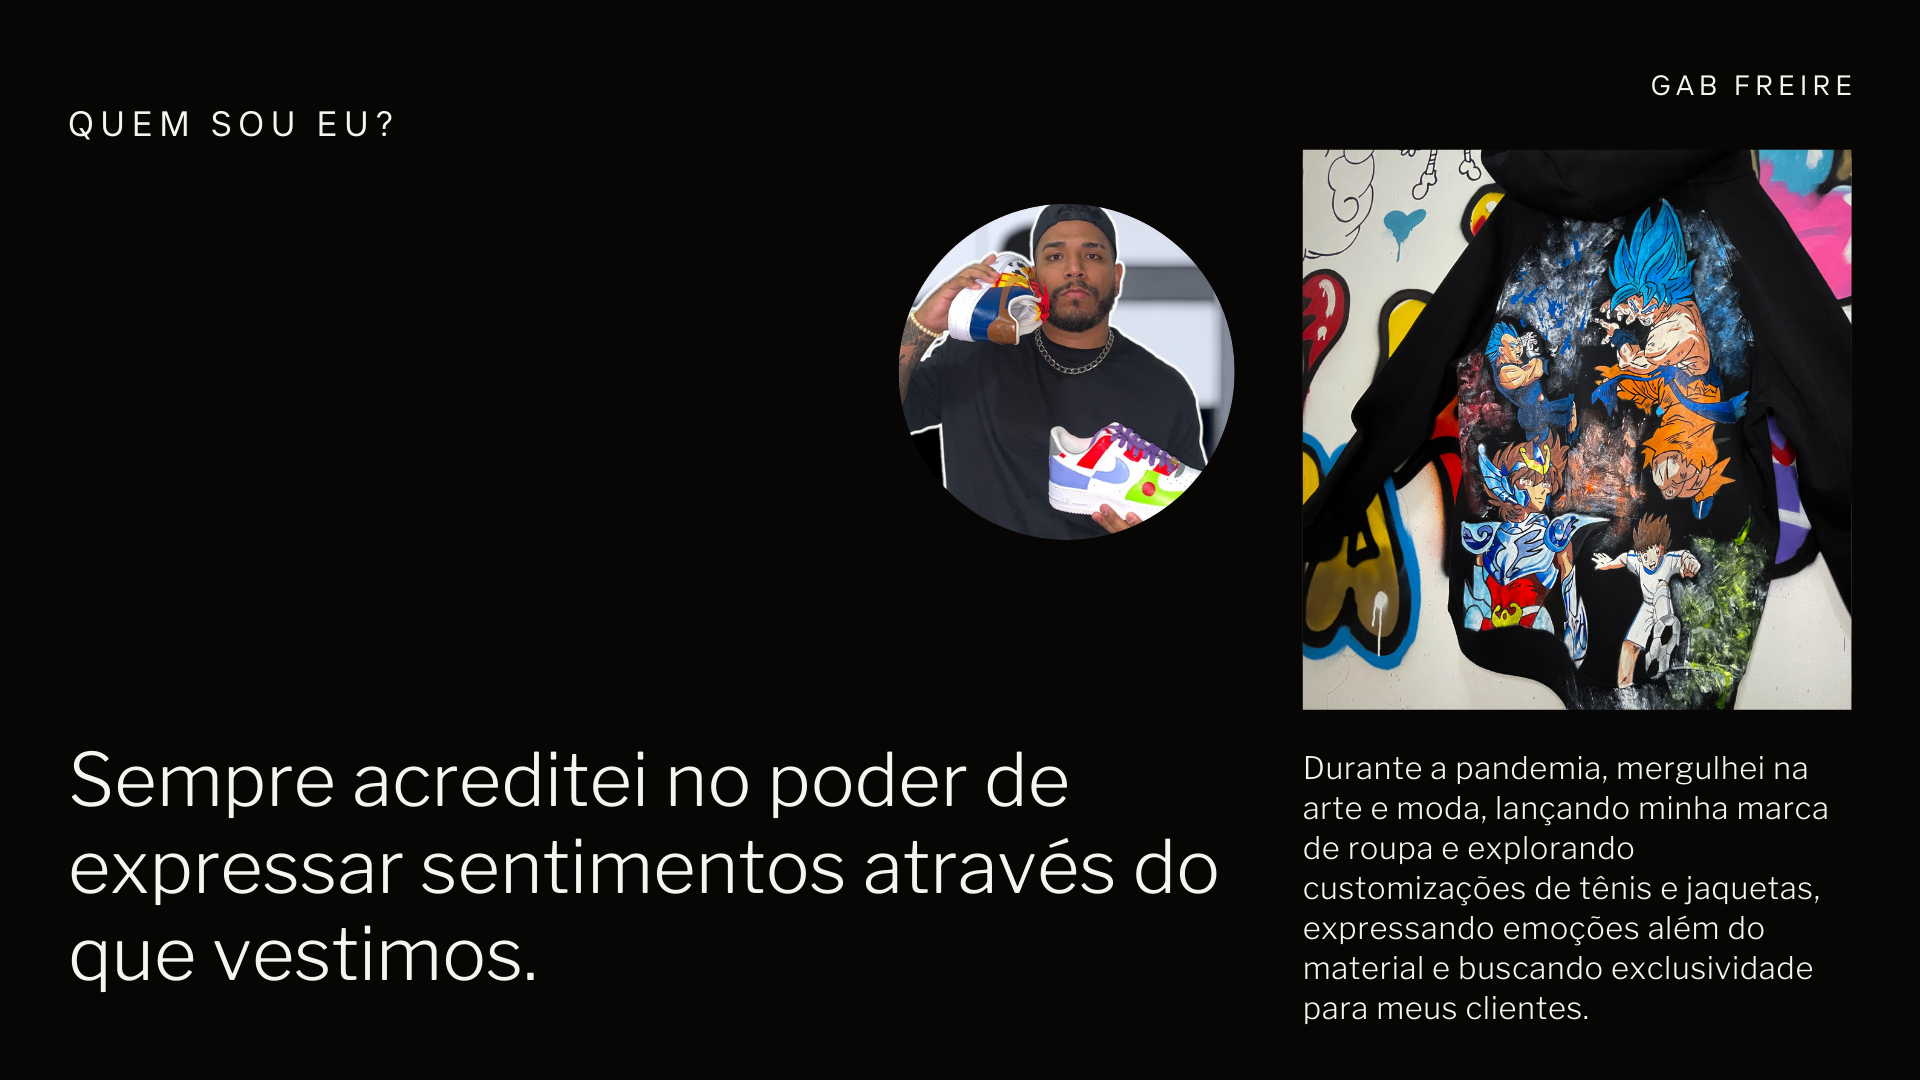 QUEM SOU EU?
GAB FREIRE
Sempre acreditei no poder de
expressar sentimentos através do
que vestimos.
Durante a pandemia, mergulhei na
arte e moda, lançando minha marca
de roupa e explorando
customizações de tênis e jaquetas,
expressando emoções além do
material e buscando exclusividade
para meus clientes.